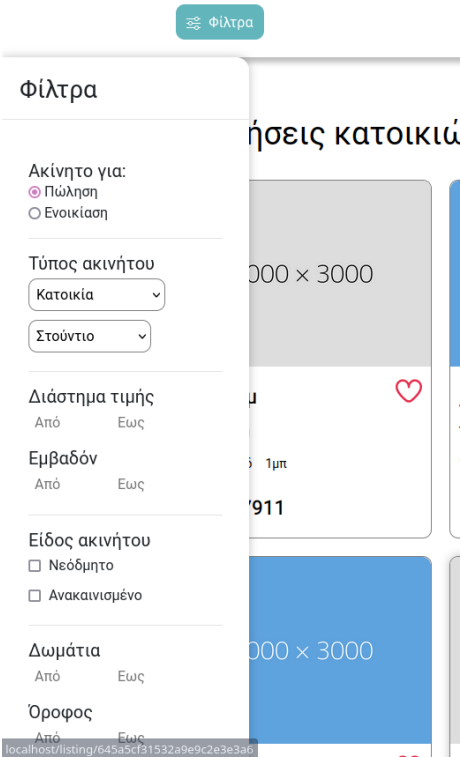 Φίλτρα
Φίλτρα
ήσεις κατοικιώ
Ακίνητο για:
Πώληση
Ενοικίαση
Τύπος ακινήτου
Κατοικία
Στούντιο
000 × 3000
Διάστημα τιμής
Από Εως
Εμβαδόν
Από Εως
1μπ
7911
Είδος ακινήτου
Νεόδμητο
Ανακαινισμένο
000 × 3000
Δωμάτια
Από Εως
Όροφος
Από Εως
localhost/listing/645a5cf31532a9e9c2e3e3a6